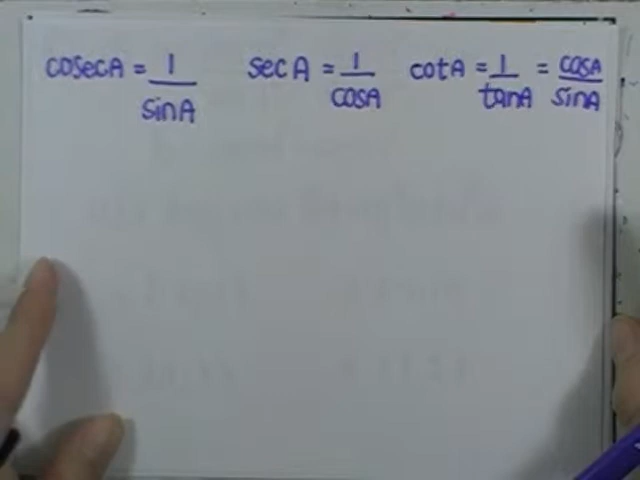 cosecA = 1/sinA   secA = 1/cosA   cotA = 1/tanA = cosA/sinA